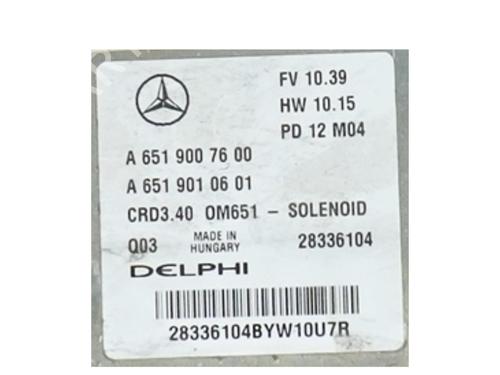 FV 10.39
HW 10.15
PD 12 M04
A 651 900 76 00
A 651 901 06 01
CRD3.40 OM651 - SOLENOID
Q03 MADE IN HUNGARY 28336104
DELPHI
28336104BYW10U7R